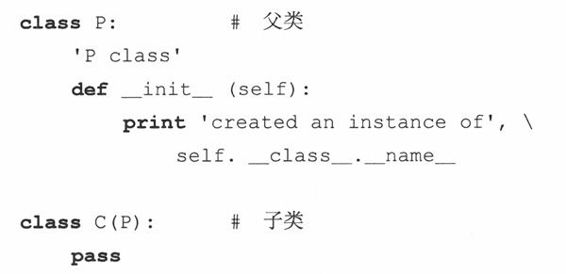 class P:        # 父类
    'P class'
    def __init__ (self):
        print 'created an instance of', \
            self. __class__.__name__
class C(P):     # 子类
    pass